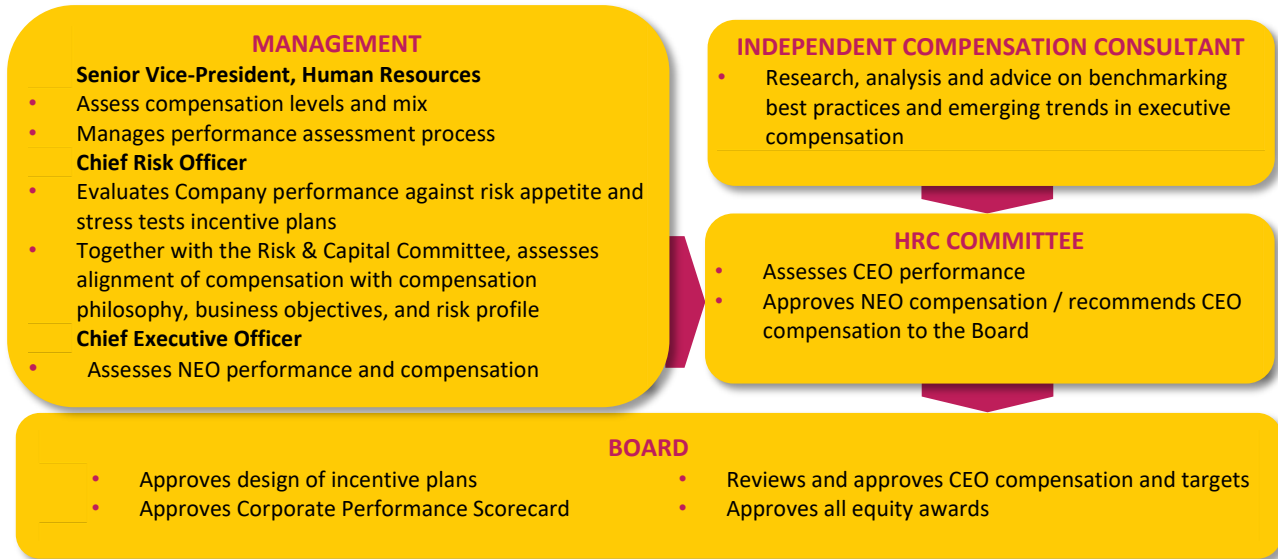 MANAGEMENT
Senior Vice-President, Human Resources
• Assess compensation levels and mix
• Manages performance assessment process
Chief Risk Officer
• Evaluates Company performance against risk appetite and
stress tests incentive plans
• Together with the Risk & Capital Committee, assesses
alignment of compensation with compensation
philosophy, business objectives, and risk profile
Chief Executive Officer
• Assesses NEO performance and compensation
INDEPENDENT COMPENSATION CONSULTANT
• Research, analysis and advice on benchmarking
best practices and emerging trends in executive
compensation
HRC COMMITTEE
• Assesses CEO performance
• Approves NEO compensation / recommends CEO
compensation to the Board
BOARD
• Approves design of incentive plans
• Approves Corporate Performance Scorecard
• Reviews and approves CEO compensation and targets
• Approves all equity awards